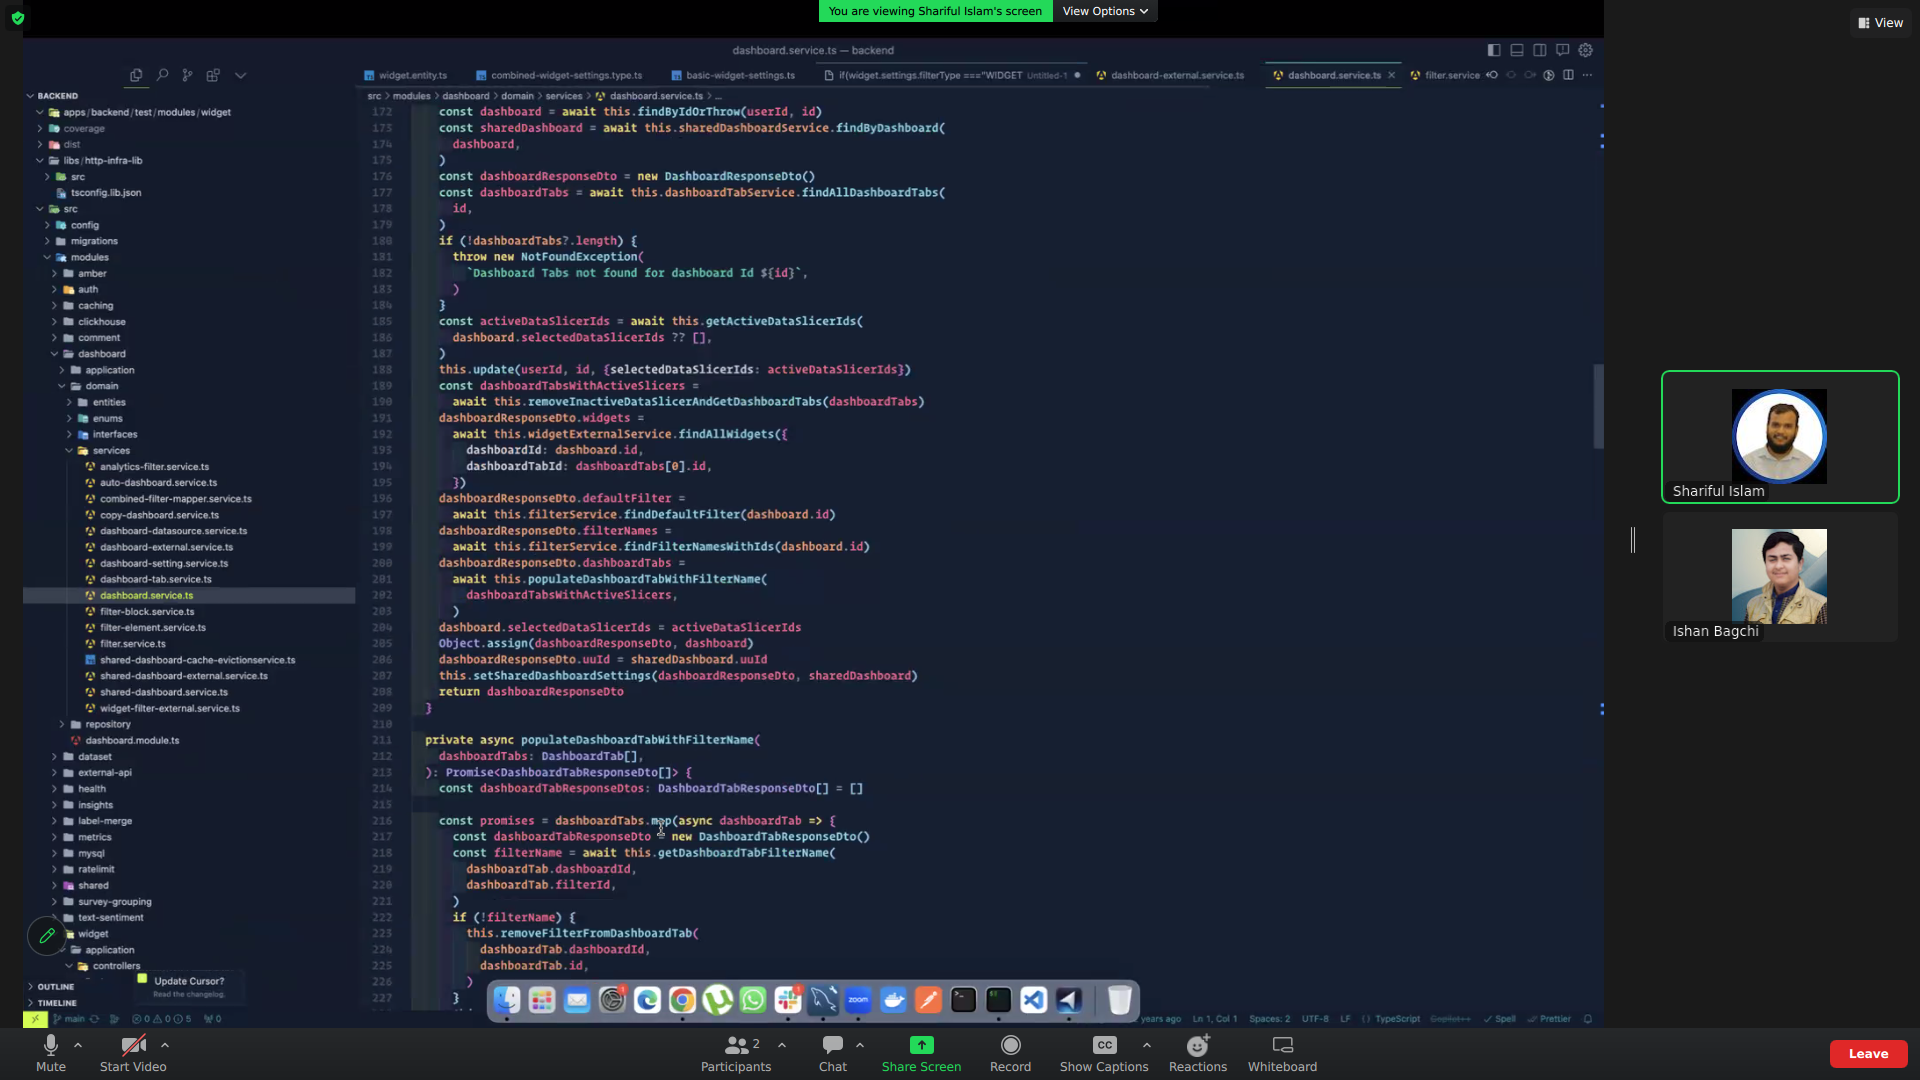 You are viewing Shariful Islam's screen
View Options
View
dashboard.service.ts — backend
widget.entity.ts
combined-widget-settings.type.ts
basic-widget-settings.ts
if(widget.settings.filterType ==="WIDGET Untitled-1
dashboard-external.service.ts
dashboard.service.ts
filter.service
src > modules > dashboard > domain > services > dashboard.service.ts > ...
BACKEND
apps/backend/test/modules/widget
coverage
dist
libs/http-infra-lib
src
tsconfig.lib.json
src
config
migrations
modules
amber
auth
caching
clickhouse
comment
dashboard
application
domain
entities
enums
interfaces
services
analytics-filter.service.ts
auto-dashboard.service.ts
combined-filter-mapper.service.ts
copy-dashboard.service.ts
dashboard-datasource.service.ts
dashboard-external.service.ts
dashboard-setting.service.ts
dashboard-tab.service.ts
dashboard.service.ts
filter-block.service.ts
filter-element.service.ts
filter.service.ts
shared-dashboard-cache-evictionservice.ts
shared-dashboard-external.service.ts
shared-dashboard.service.ts
widget-filter-external.service.ts
repository
dashboard.module.ts
dataset
external-api
health
insights
label-merge
metrics
mysql
ratelimit
shared
survey-grouping
text-sentiment
widget
application
controllers
OUTLINE
TIMELINE
Update Cursor?
Read the changelog.
172 const dashboard = await this.findByIdOrThrow(userId, id)
173 const sharedDashboard = await this.sharedDashboardService.findByDashboard(
174 dashboard,
175 )
176 const dashboardResponseDto = new DashboardResponseDto()
177 const dashboardTabs = await this.dashboardTabService.findAllDashboardTabs(
178 id,
179 )
180 if (!dashboardTabs?.length) {
181 throw new NotFoundException(
182 `Dashboard Tabs not found for dashboard Id ${id}`,
183 )
184 }
185 const activeDataSlicerIds = await this.getActiveDataSlicerIds(
186 dashboard.selectedDataSlicerIds ?? [],
187 )
188 this.update(userId, id, {selectedDataSlicerIds: activeDataSlicerIds})
189 const dashboardTabsWithActiveSlicers =
190 await this.removeInactiveDataSlicerAndGetDashboardTabs(dashboardTabs)
191 dashboardResponseDto.widgets =
192 await this.widgetExternalService.findAllWidgets({
193 dashboardId: dashboard.id,
194 dashboardTabId: dashboardTabs[0].id,
195 })
196 dashboardResponseDto.defaultFilter =
197 await this.filterService.findDefaultFilter(dashboard.id)
198 dashboardResponseDto.filterNames =
199 await this.filterService.findFilterNamesWithIds(dashboard.id)
200 dashboardResponseDto.dashboardTabs =
201 await this.populateDashboardTabWithFilterName(
202 dashboardTabsWithActiveSlicers,
203 )
204 dashboard.selectedDataSlicerIds = activeDataSlicerIds
205 Object.assign(dashboardResponseDto, dashboard)
206 dashboardResponseDto.uuId = sharedDashboard.uuId
207 this.setSharedDashboardSettings(dashboardResponseDto, sharedDashboard)
208 return dashboardResponseDto
209 }
210
211 private async populateDashboardTabWithFilterName(
212 dashboardTabs: DashboardTab[],
213 ): Promise<DashboardTabResponseDto[]> {
214 const dashboardTabResponseDtos: DashboardTabResponseDto[] = []
215
216 const promises = dashboardTabs.map(async dashboardTab => {
217 const dashboardTabResponseDto = new DashboardTabResponseDto()
218 const filterName = await this.getDashboardTabFilterName(
219 dashboardTab.dashboardId,
220 dashboardTab.filterId,
221 )
222 if (!filterName) {
223 this.removeFilterFromDashboardTab(
224 dashboardTab.dashboardId,
225 dashboardTab.id,
226 )
227 }
main 0 0 5 0
years ago Ln 1, Col 1 Spaces: 2 UTF-8 LF {} TypeScript Copilot++ Spell Prettier
zoom
Shariful Islam
Ishan Bagchi
Mute
Start Video
Participants 2
Chat
Share Screen
Record
CC
Show Captions
Reactions
Whiteboard
Leave